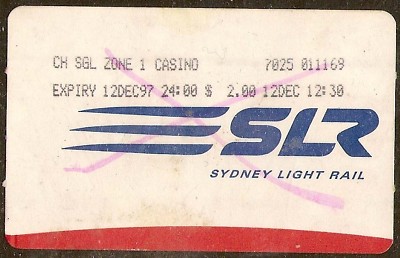 CH SGL ZONE 1 CASINO 7025 011169
EXPIRY 12DEC97 24:00 $ 2.00 12DEC 12:30
SLR
SYDNEY LIGHT RAIL